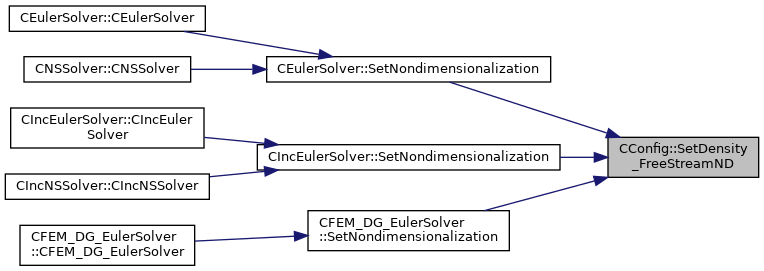 CEulerSolver::CEulerSolver
CNSSolver::CNSSolver
CEulerSolver::SetNondimensionalization
CIncEulerSolver::CIncEuler
Solver
CIncEulerSolver::SetNondimensionalization
CConfig::SetDensity
_FreeStreamND
CIncNSSolver::CIncNSSolver
CFEM_DG_EulerSolver
::SetNondimensionalization
CFEM_DG_EulerSolver
::CFEM_DG_EulerSolver